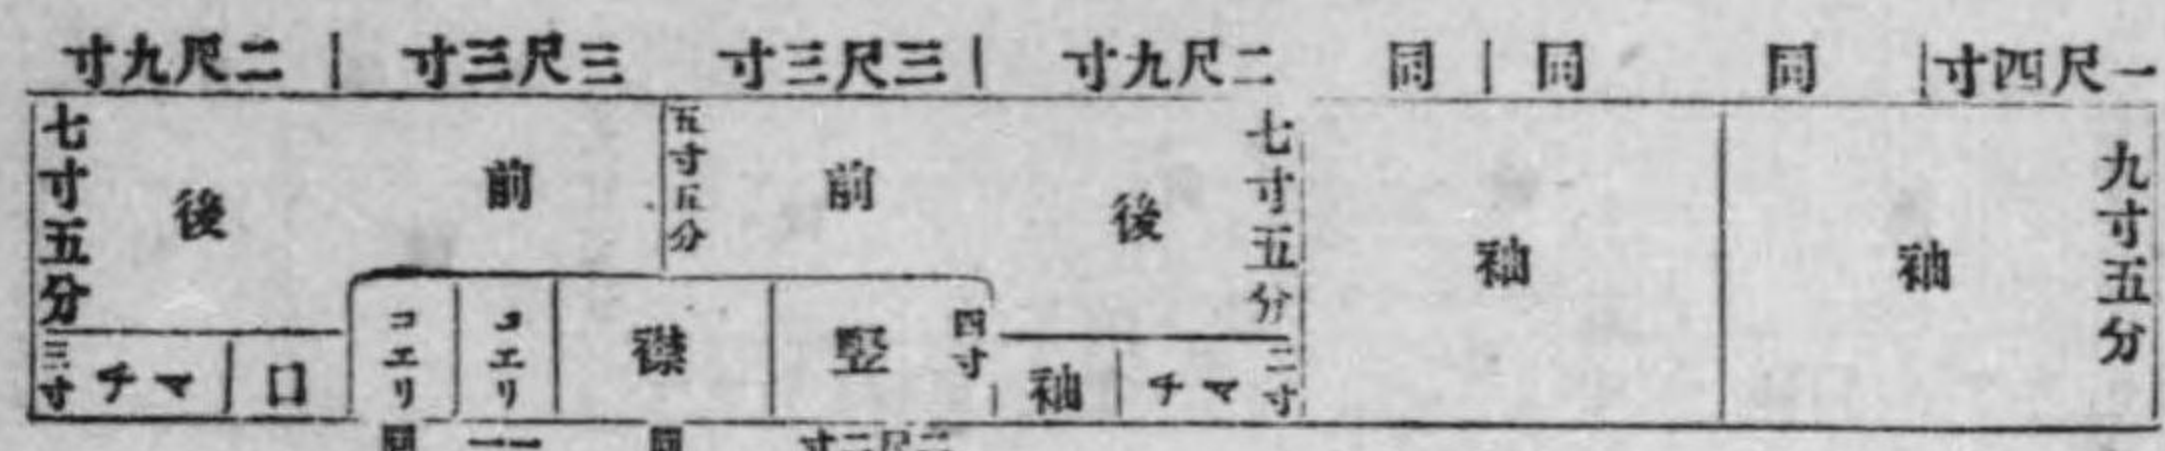 一尺四寸
同
同
同
二尺九寸
三尺三寸
三尺三寸
二尺九寸
九寸五分
袖
袖
七寸五分
後
前
五寸五分
前
後
七寸五分
二寸
マチ
袖
四寸
竪
襟
コエリ
コエリ
口
マチ
三寸